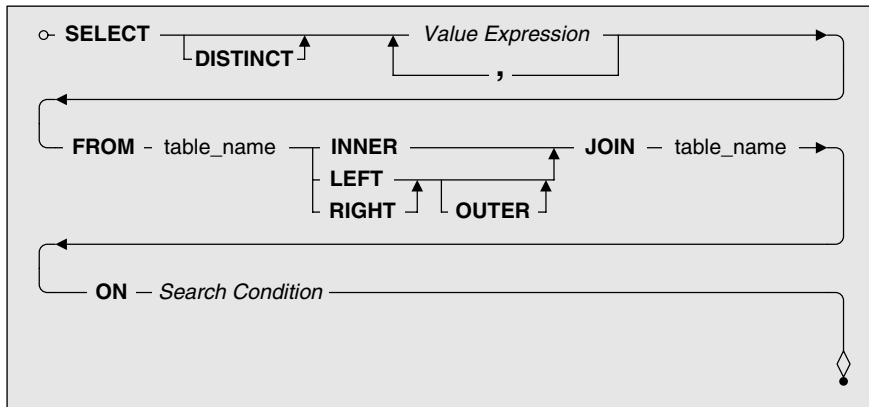 SELECT Value Expression
DISTINCT ,
FROM table_name INNER JOIN table_name
LEFT
RIGHT OUTER
ON Search Condition